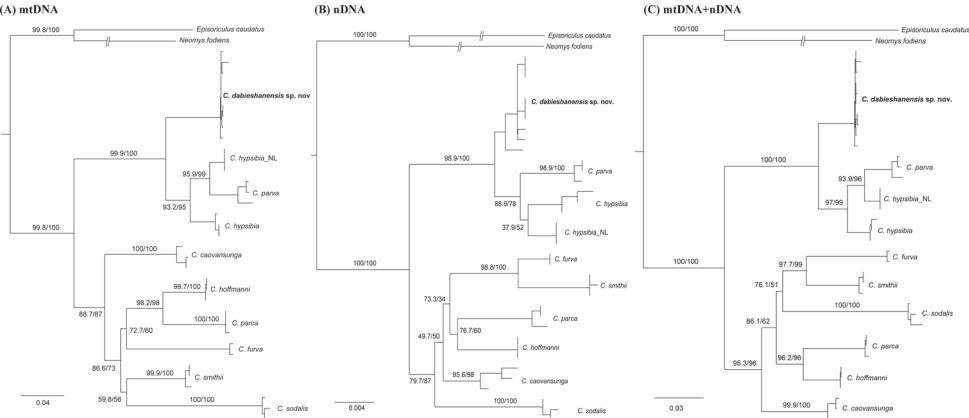 (A) mtDNA
99.8/100
Episoriculus caudatus
Neomys fodiens
C. dabieshanensis sp. nov
99.9/100
C. hypsibia_NL
95.9/99
C. parva
93.2/95
C. hypsibia
99.8/100
C. caovansunga
100/100
C. hoffmanni
99.7/100
98.2/98
88.7/87
C. parca
100/100
72.7/60
C. furva
86.6/73
C. smithii
99.9/100
59.8/56
100/100
C. sodalis
0.04
(B) nDNA
100/100
Episoriculus caudatus
Neomys fodiens
C. dabieshanensis sp. nov.
98.9/100
98.9/100
C. parva
88.9/78
C. hypsibia
37.9/52
C. hypsibia_NL
100/100
C. furva
98.8/100
C. smithii
73.3/34
C. parca
76.7/60
49.7/50
C. hoffmanni
95.6/98
C. caovansunga
79.7/87
100/100
C. sodalis
0.004
(C) mtDNA+nDNA
100/100
Episoriculus caudatus
Neomys fodiens
C. dabieshanensis sp. nov.
100/100
93.9/96
C. parva
C. hypsibia_NL
97/99
C. hypsibia
100/100
C. furva
97.7/99
76.1/51
C. smithii
100/100
C. sodalis
86.1/62
C. parca
96.2/96
95.3/96
C. hoffmanni
99.9/100
C. caovansunga
0.03